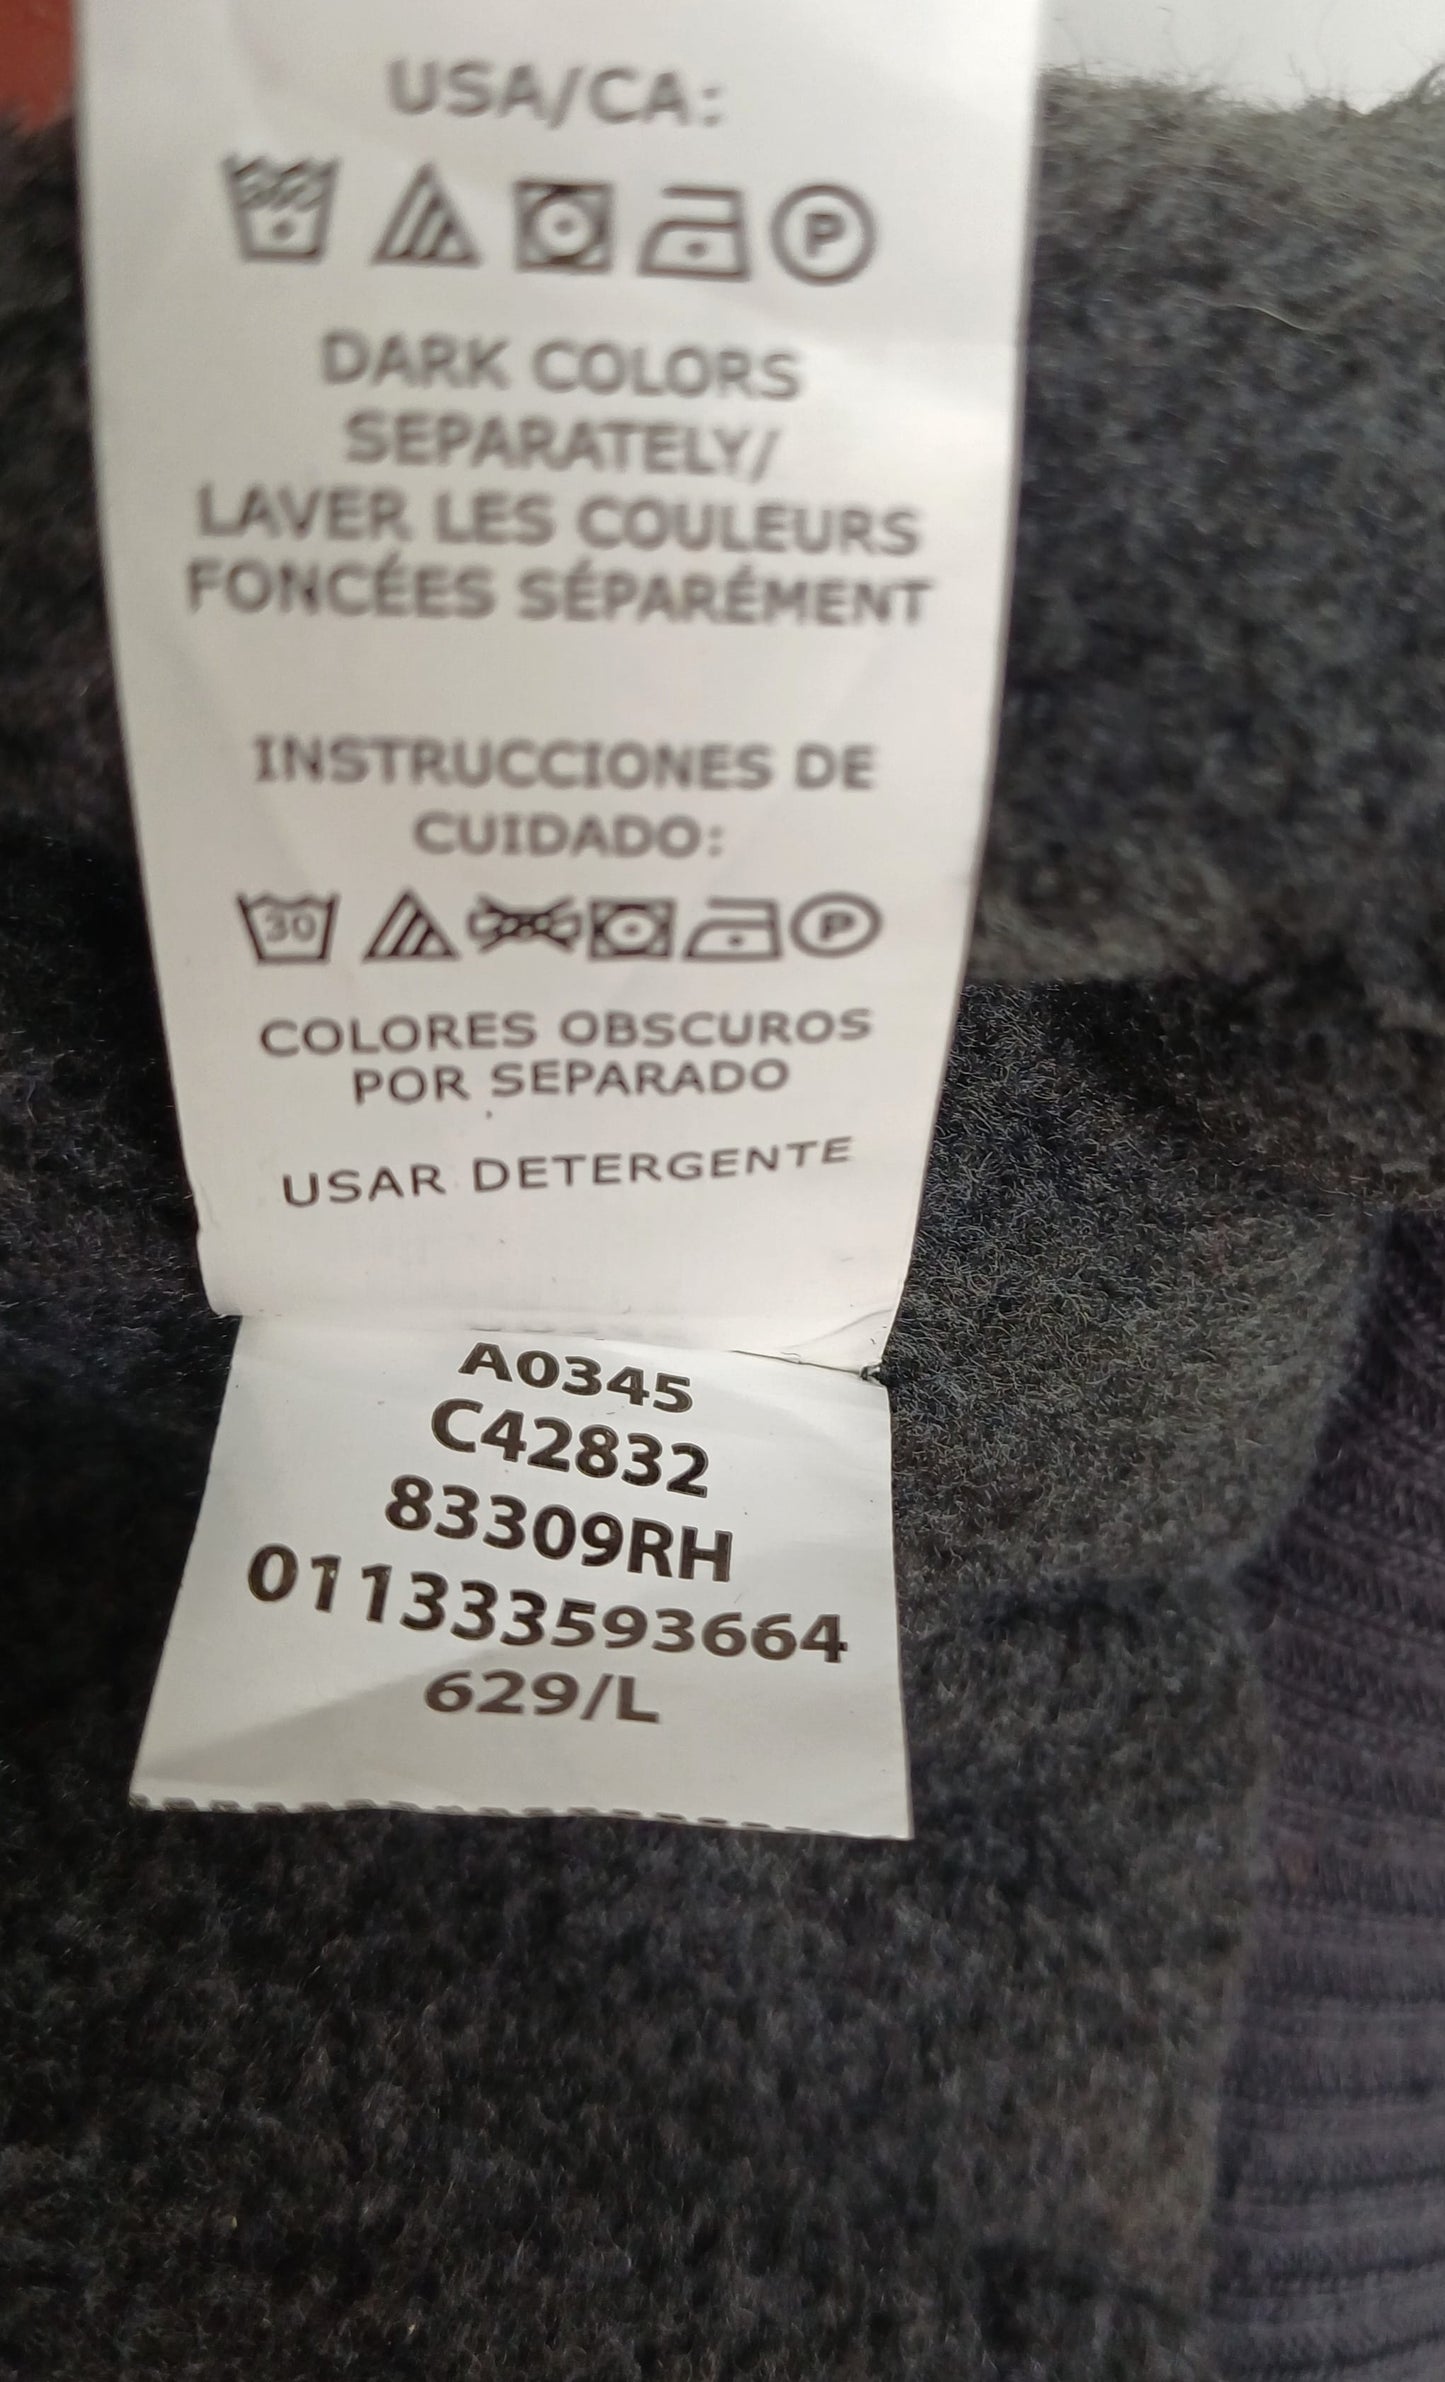 USA/CA:
P
DARK COLORS
SEPARATELY/
LAVER LES COULEURS
FONCÉES SÉPARÉMENT
INSTRUCCIONES DE
CUIDADO:
30 P
COLORES OBSCUROS
POR SEPARADO
USAR DETERGENTE
A0345
C42832
83309RH
011333593664
629/L